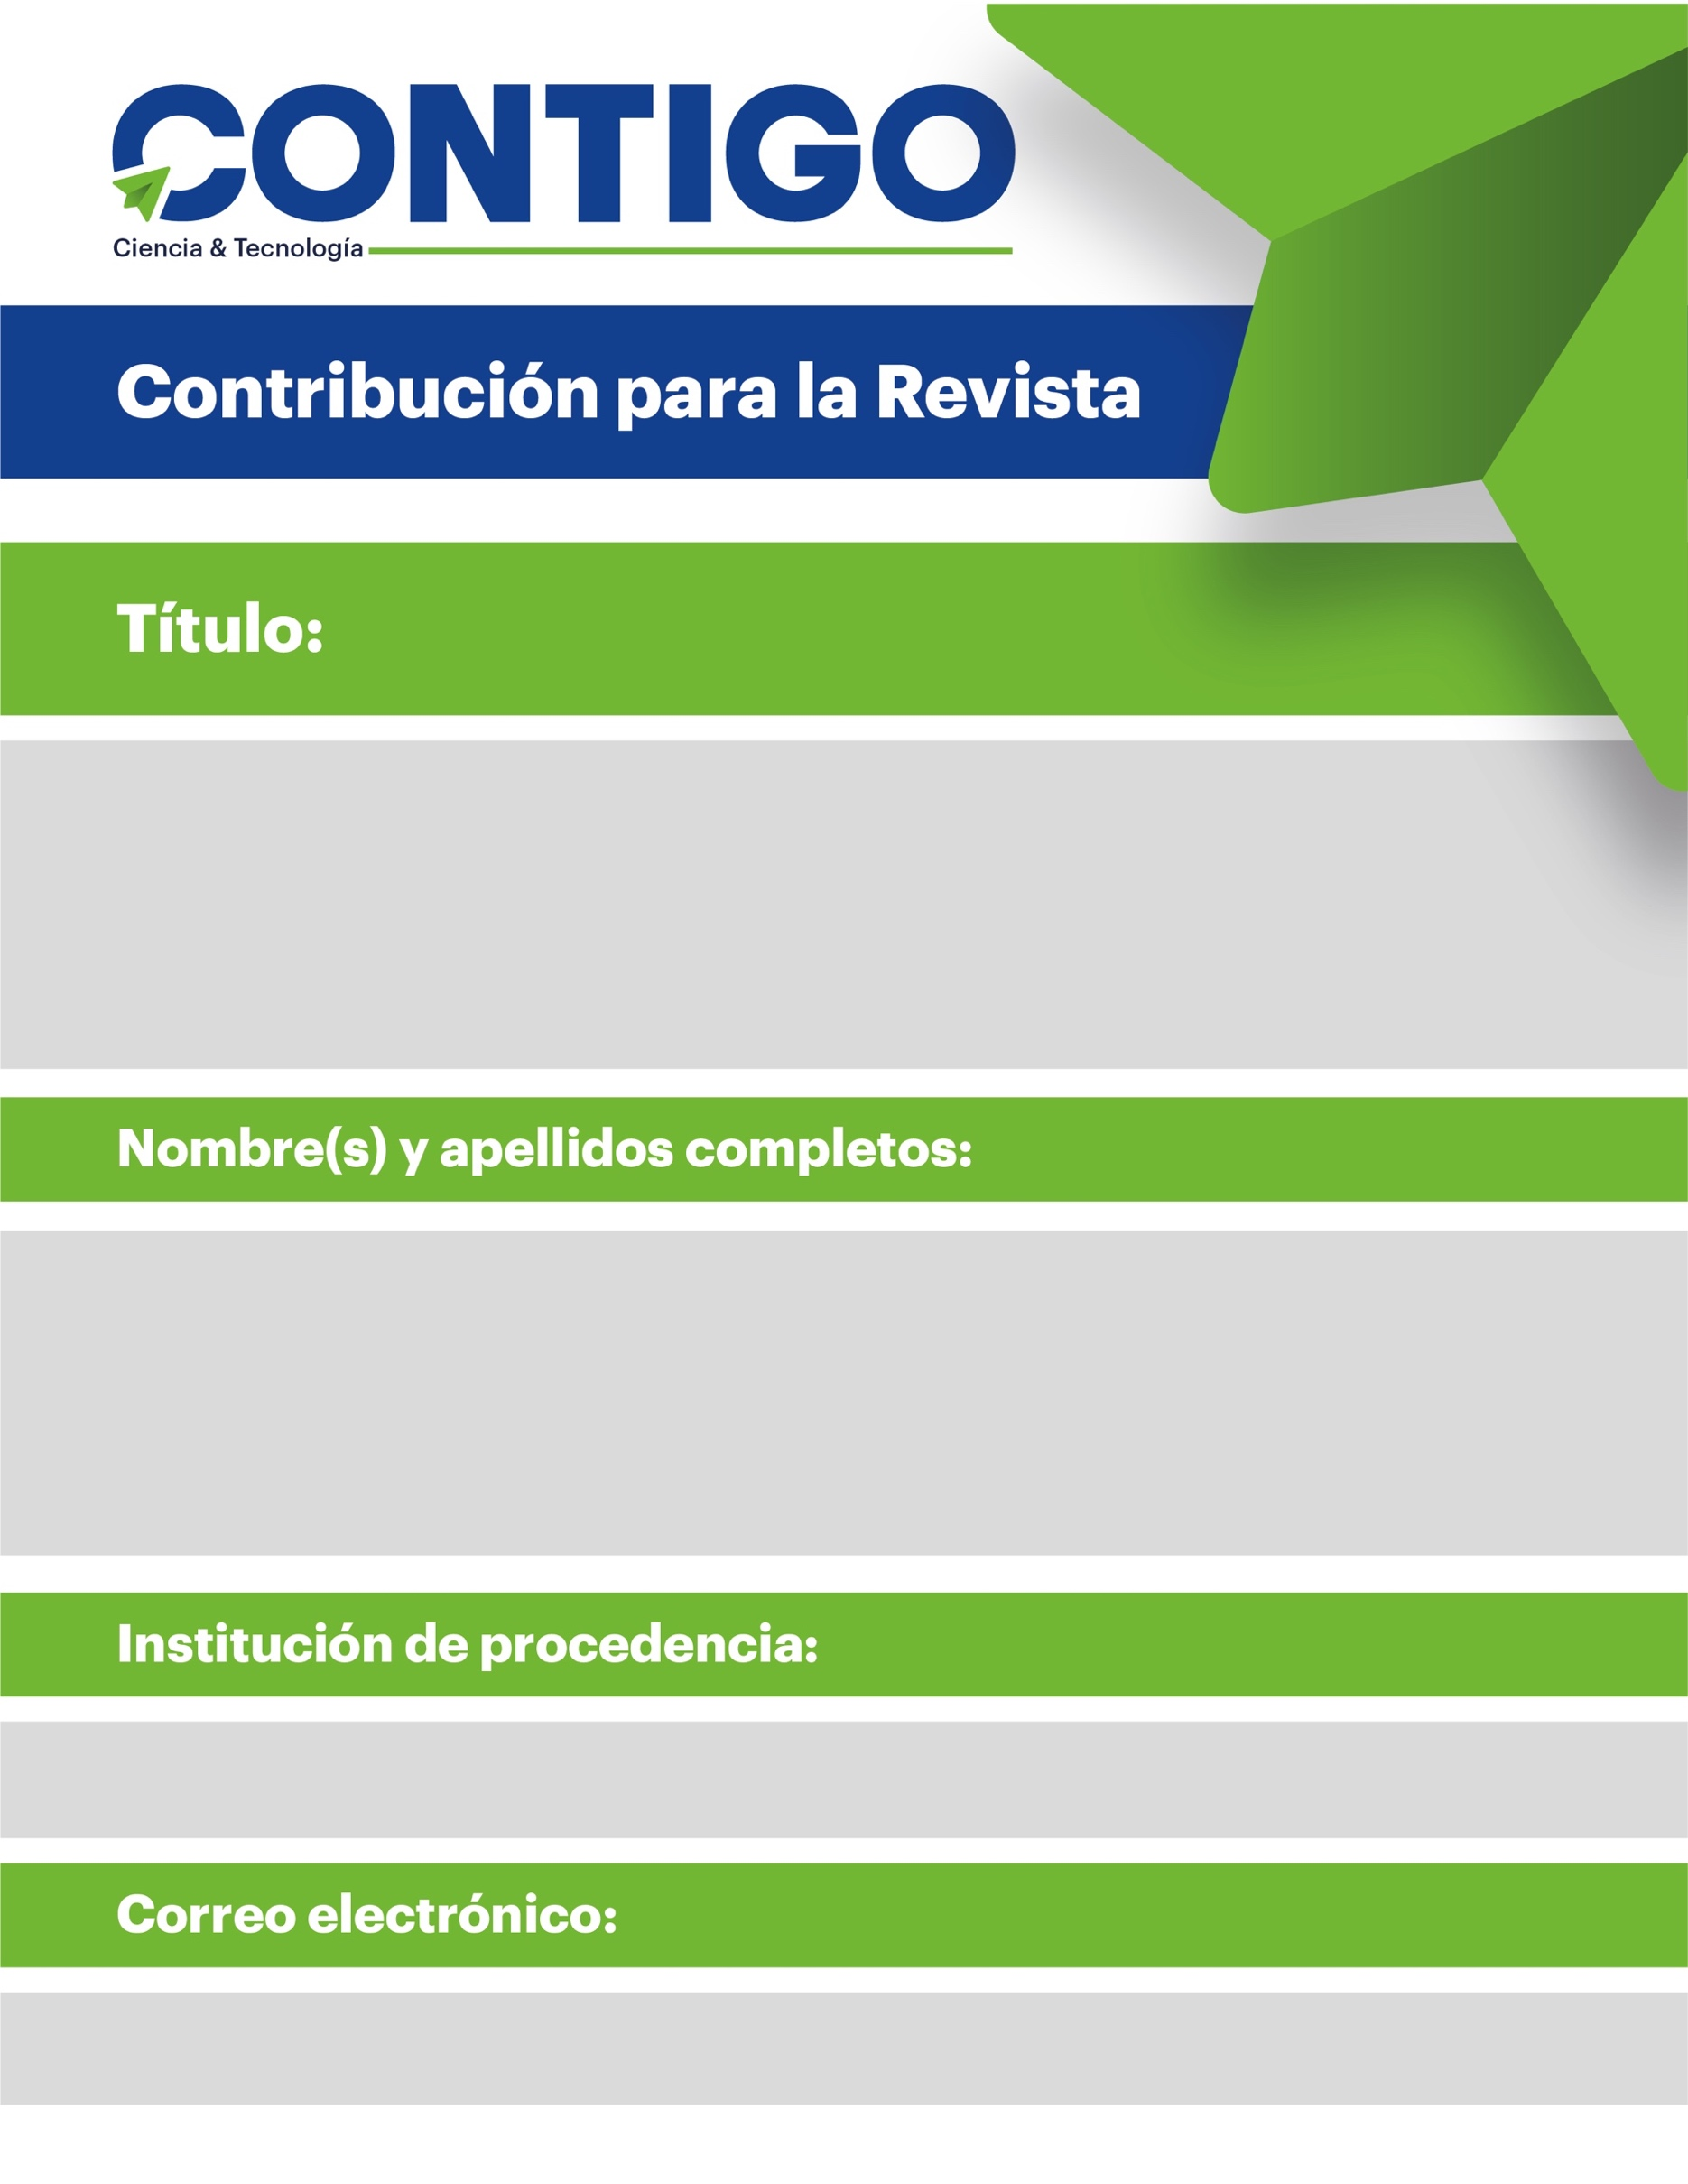 CONTIGO
Ciencia & Tecnología
Contribución para la Revista
Título:
Nombre(s) y apellidos completos:
Institución de procedencia:
Correo electrónico: